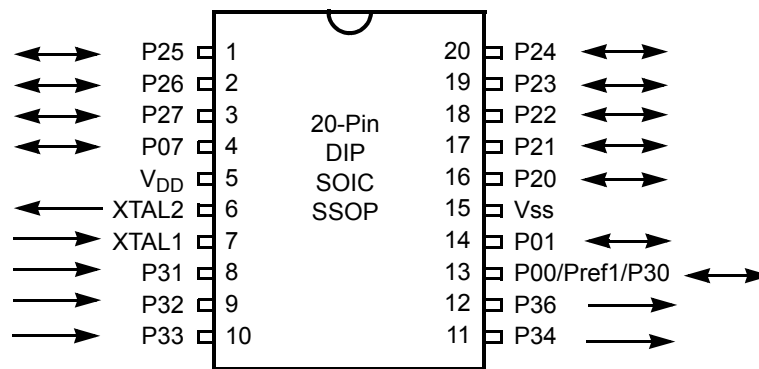 P25 1 20 P24
P26 2 19 P23
P27 3 18 P22
P07 4 17 P21
VDD 5 16 P20
XTAL2 6 15 Vss
XTAL1 7 14 P01
P31 8 13 P00/Pref1/P30
P32 9 12 P36
P33 10 11 P34
20-Pin
DIP
SOIC
SSOP